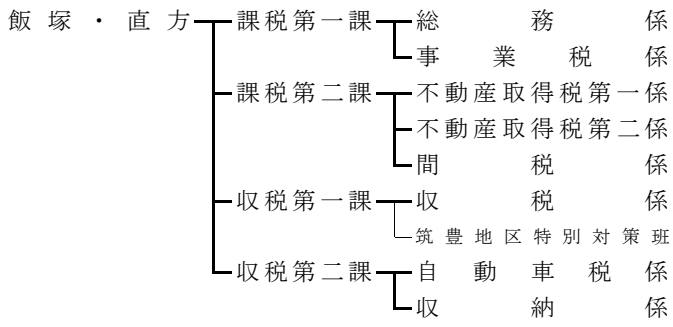 飯塚・直方 課税第一課 総務係
事業税係
課税第二課 不動産取得税第一係
不動産取得税第二係
間税係
収税第一課 収税係
筑豊地区特別対策班
収税第二課 自動車税係
収納係